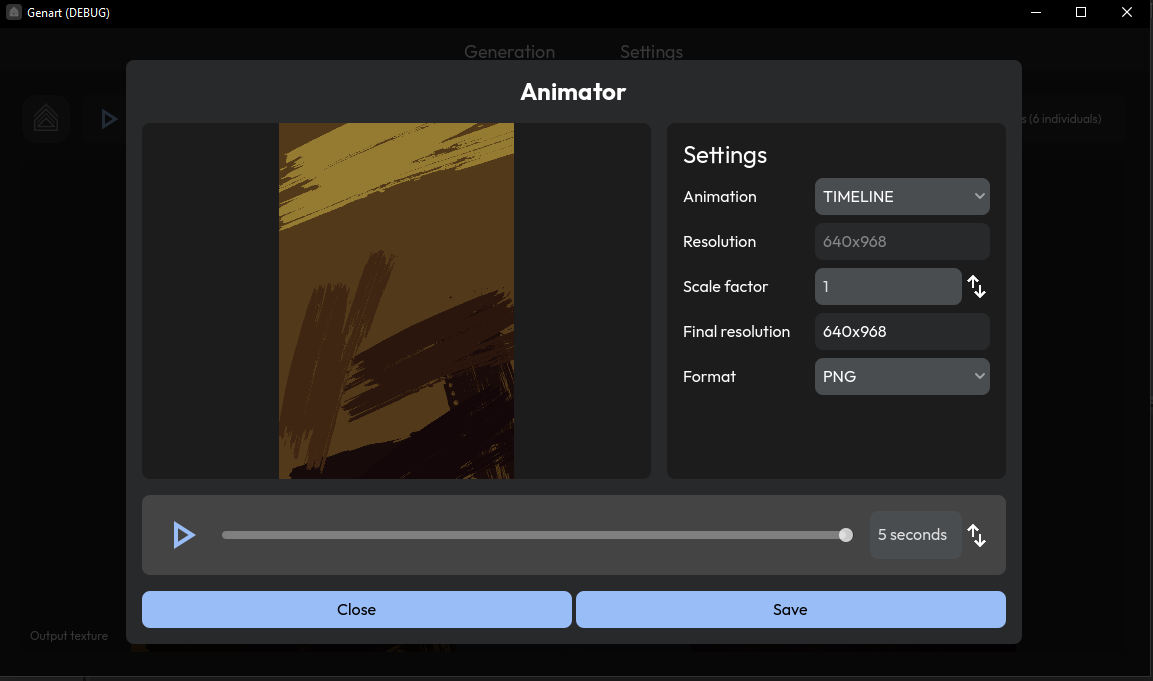 Genart (DEBUG)
Generation Settings
Animator
s (6 individuals)
Settings
Animation TIMELINE
Resolution 640x968
Scale factor 1
Final resolution 640x968
Format PNG
5 seconds
Close Save
Output texture